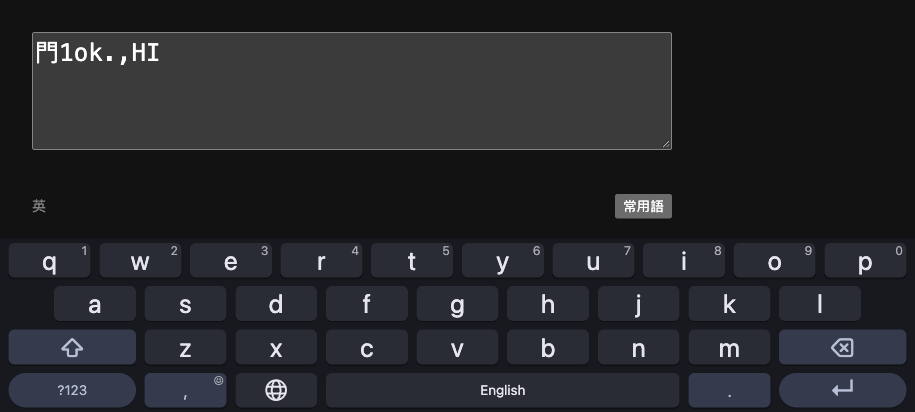 門1ok.,HI
英 常用語
q 1 w 2 e 3 r 4 t 5 y 6 u 7 i 8 o 9 p 0
a s d f g h j k l
z x c v b n m
?123 , English .